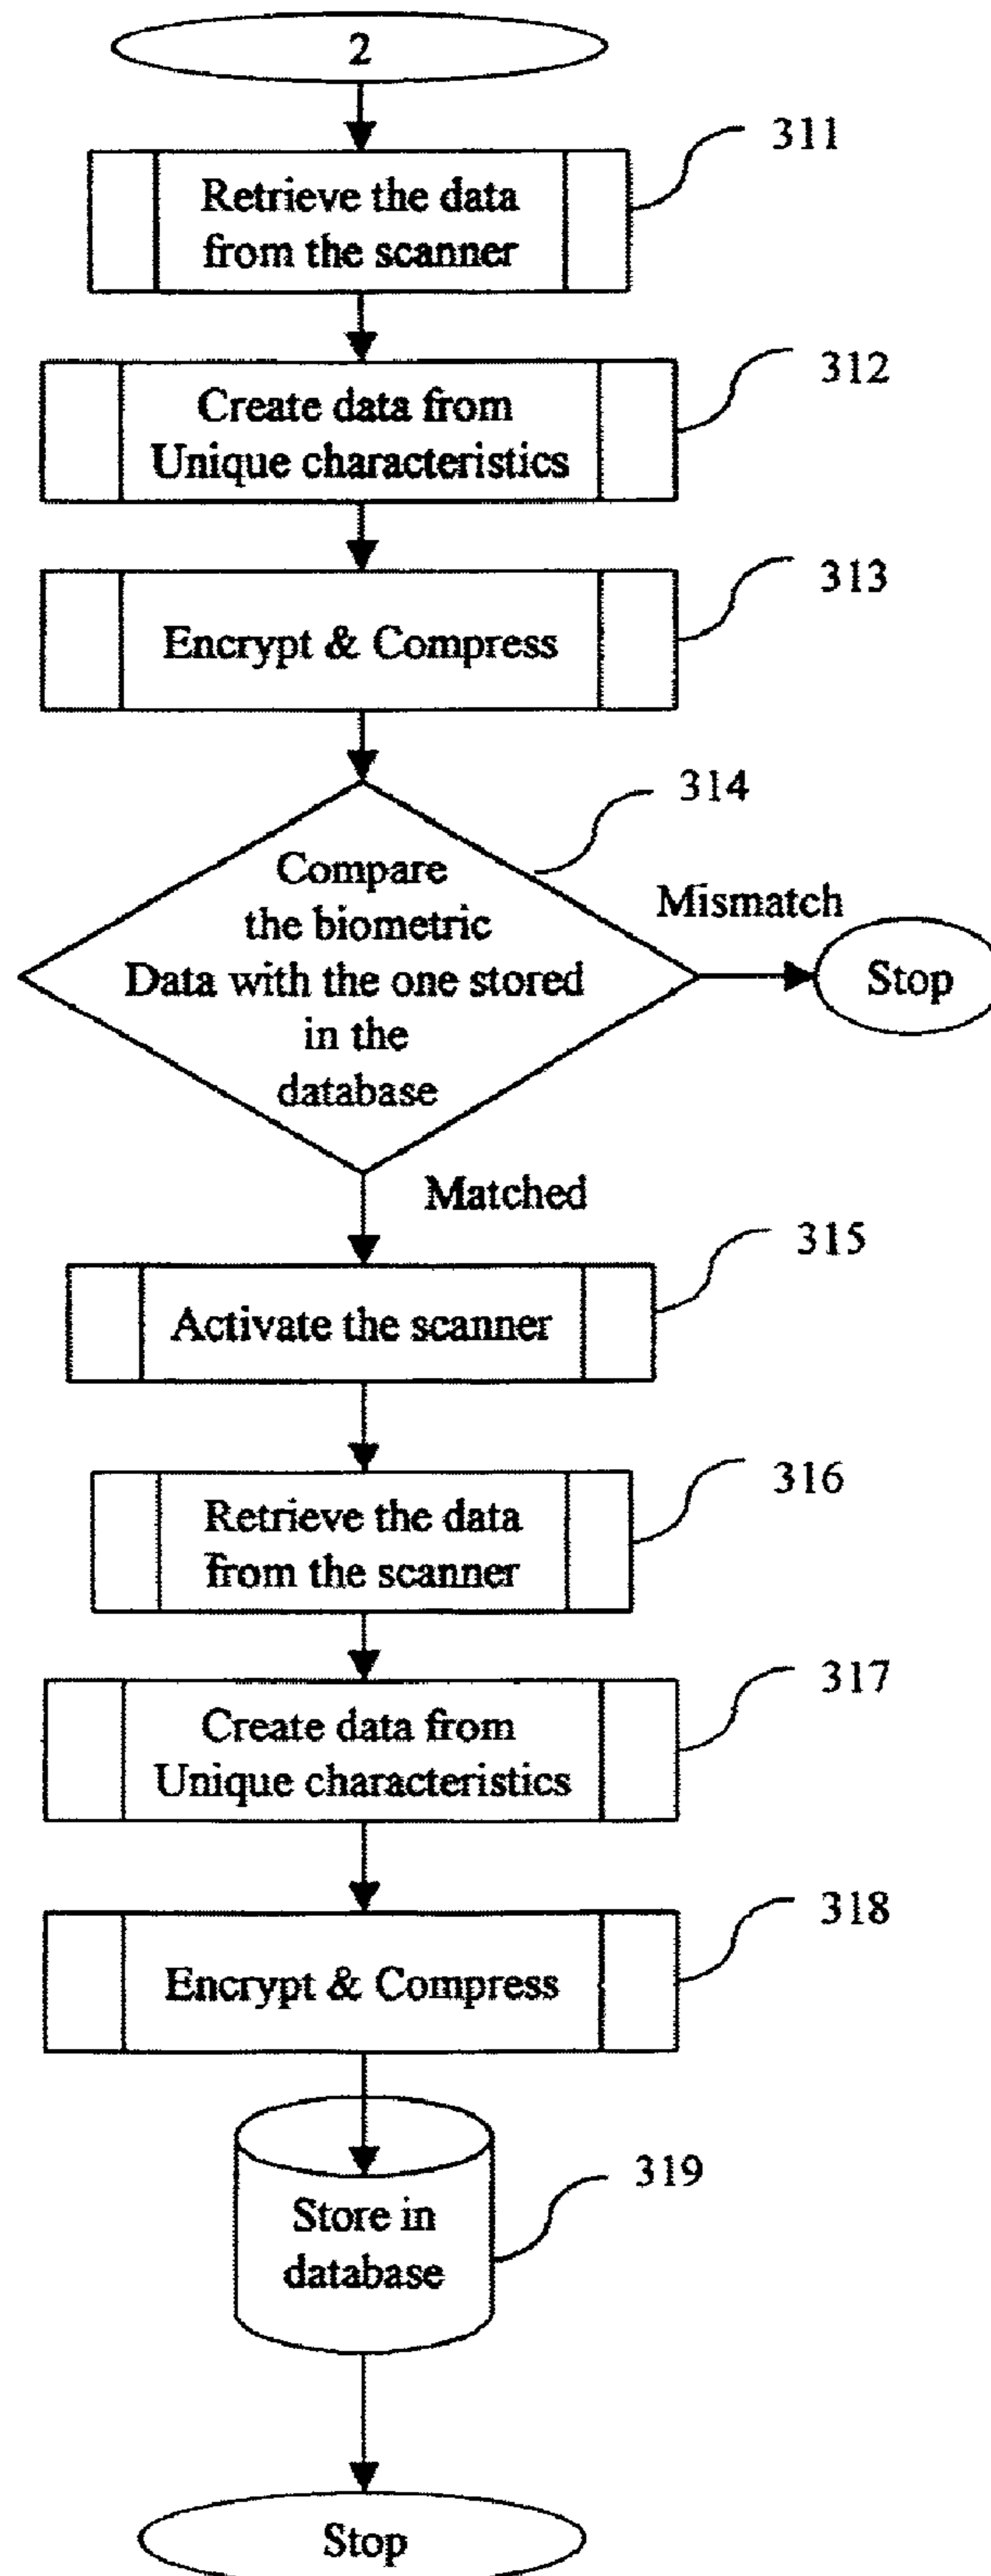 2
311
Retrieve the data
from the scanner
312
Create data from
Unique characteristics
313
Encrypt & Compress
314
Compare
the biometric
Data with the one stored
in the
database
Mismatch
Stop
Matched
315
Activate the scanner
316
Retrieve the data
from the scanner
317
Create data from
Unique characteristics
318
Encrypt & Compress
319
Store in
database
Stop